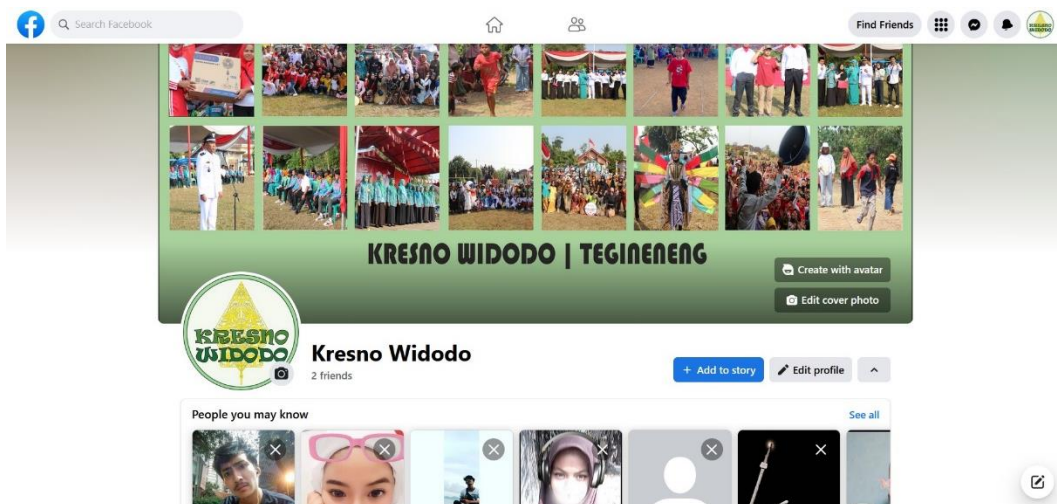 Search Facebook
Find Friends
KRESNO WIDODO | TEGINENENG
Create with avatar
Edit cover photo
KRESNO
WIDODO
Kresno Widodo
2 friends
+ Add to story
Edit profile
People you may know
See all